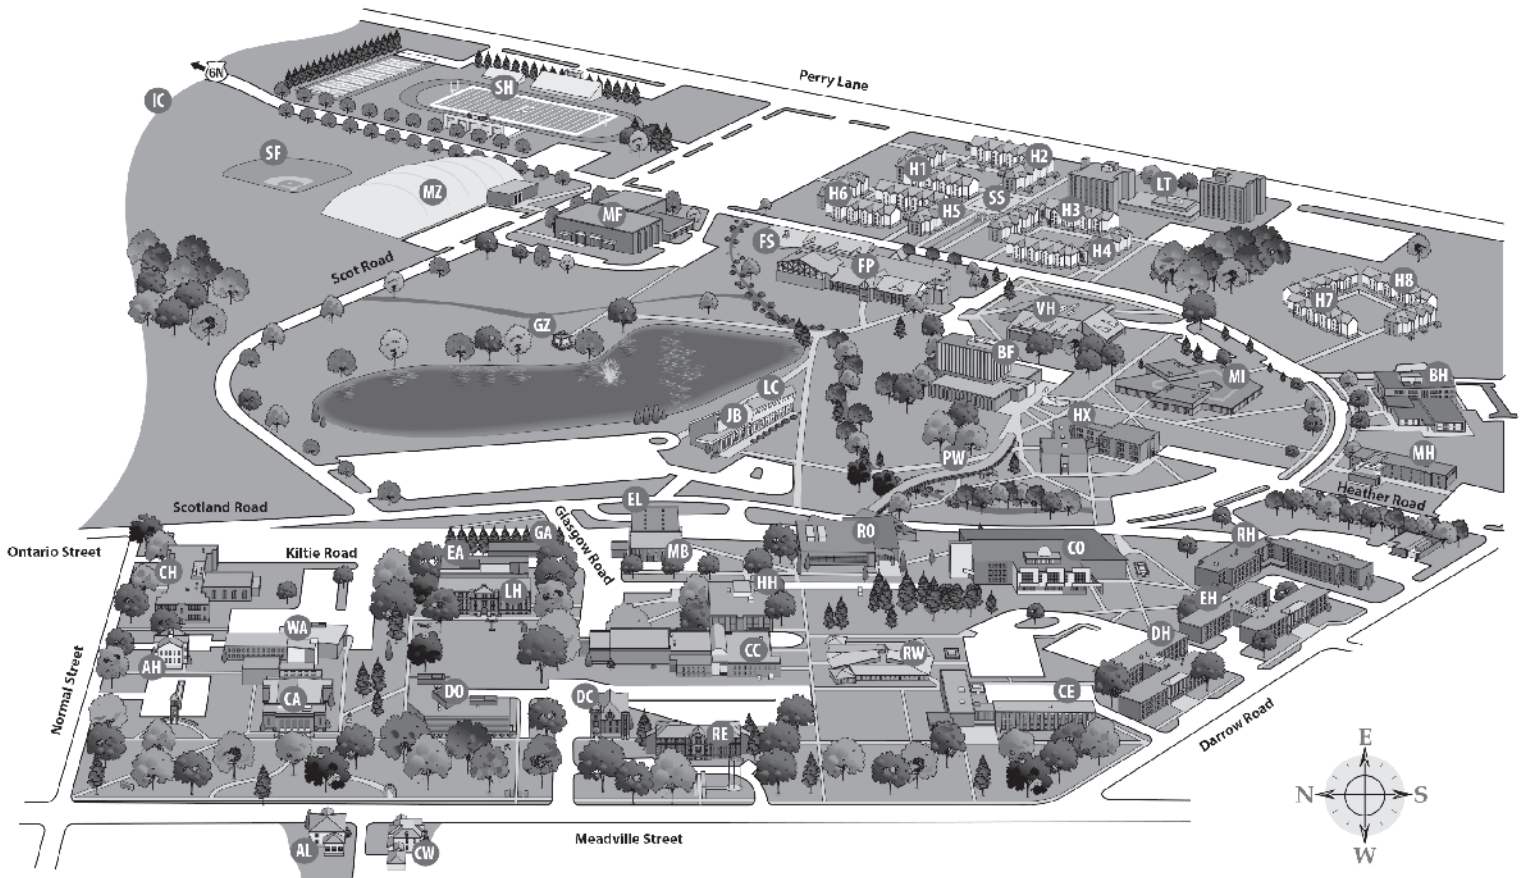 Perry Lane
6N
IC
SH
SF
MZ
MF
H1
H2
H6
H5
SS
H3
H4
LT
FS
FP
Scot Road
GZ
VH
H7
H8
BF
MI
BH
LC
JB
HX
PW
MH
Heather Road
Scotland Road
EL
Glasgow Road
GA
RO
CO
RH
Ontario Street
Kiltie Road
EA
MB
CH
LH
HH
EH
WA
DH
AH
CC
RW
CA
DO
DC
CE
RE
Normal Street
Darrow Road
E
N
S
W
Meadville Street
AL
CW